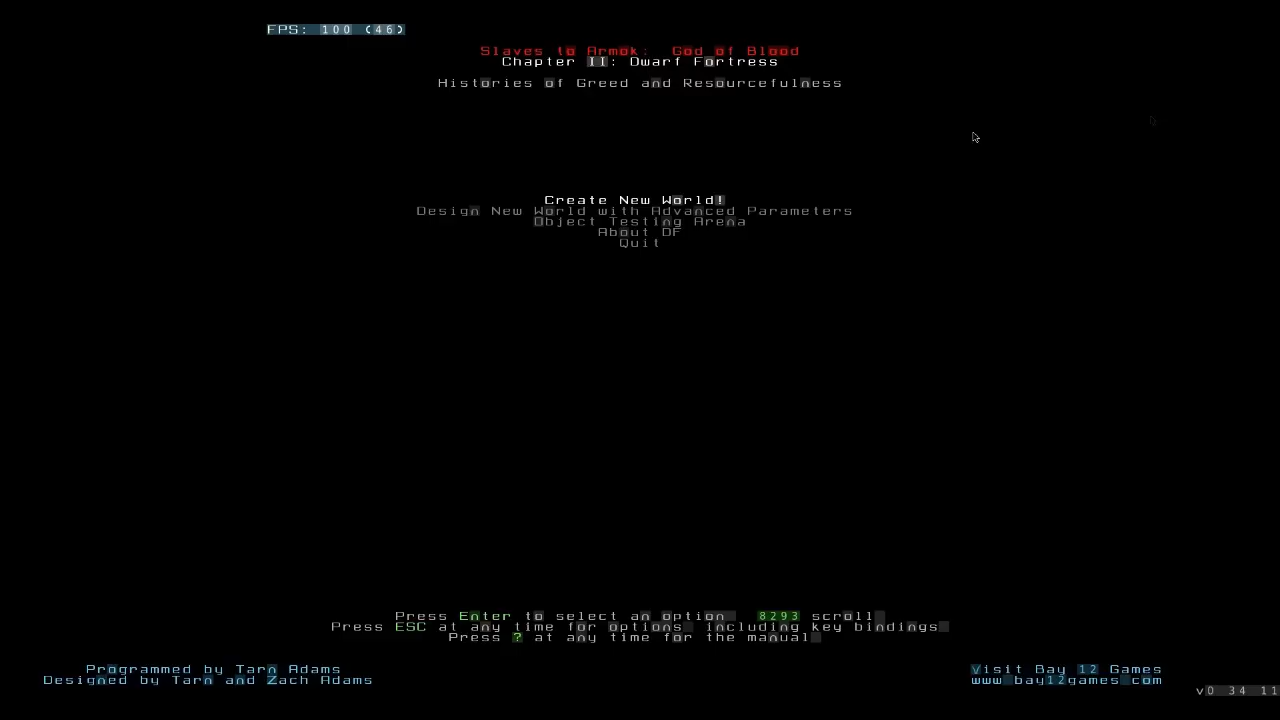 FPS: 100 (46)
Slaves to Armok: God of Blood
Chapter II: Dwarf Fortress
Histories of Greed and Resourcefulness
Create New World!
Design New World with Advanced Parameters
Object Testing Arena
About DF
Quit
Press Enter to select an option 8293 scroll
Press ESC at any time for options including key bindings
Press ? at any time for the manual
Programmed by Tarn Adams
Designed by Tarn and Zach Adams
Visit Bay 12 Games
www bay12games com
v0 34 11